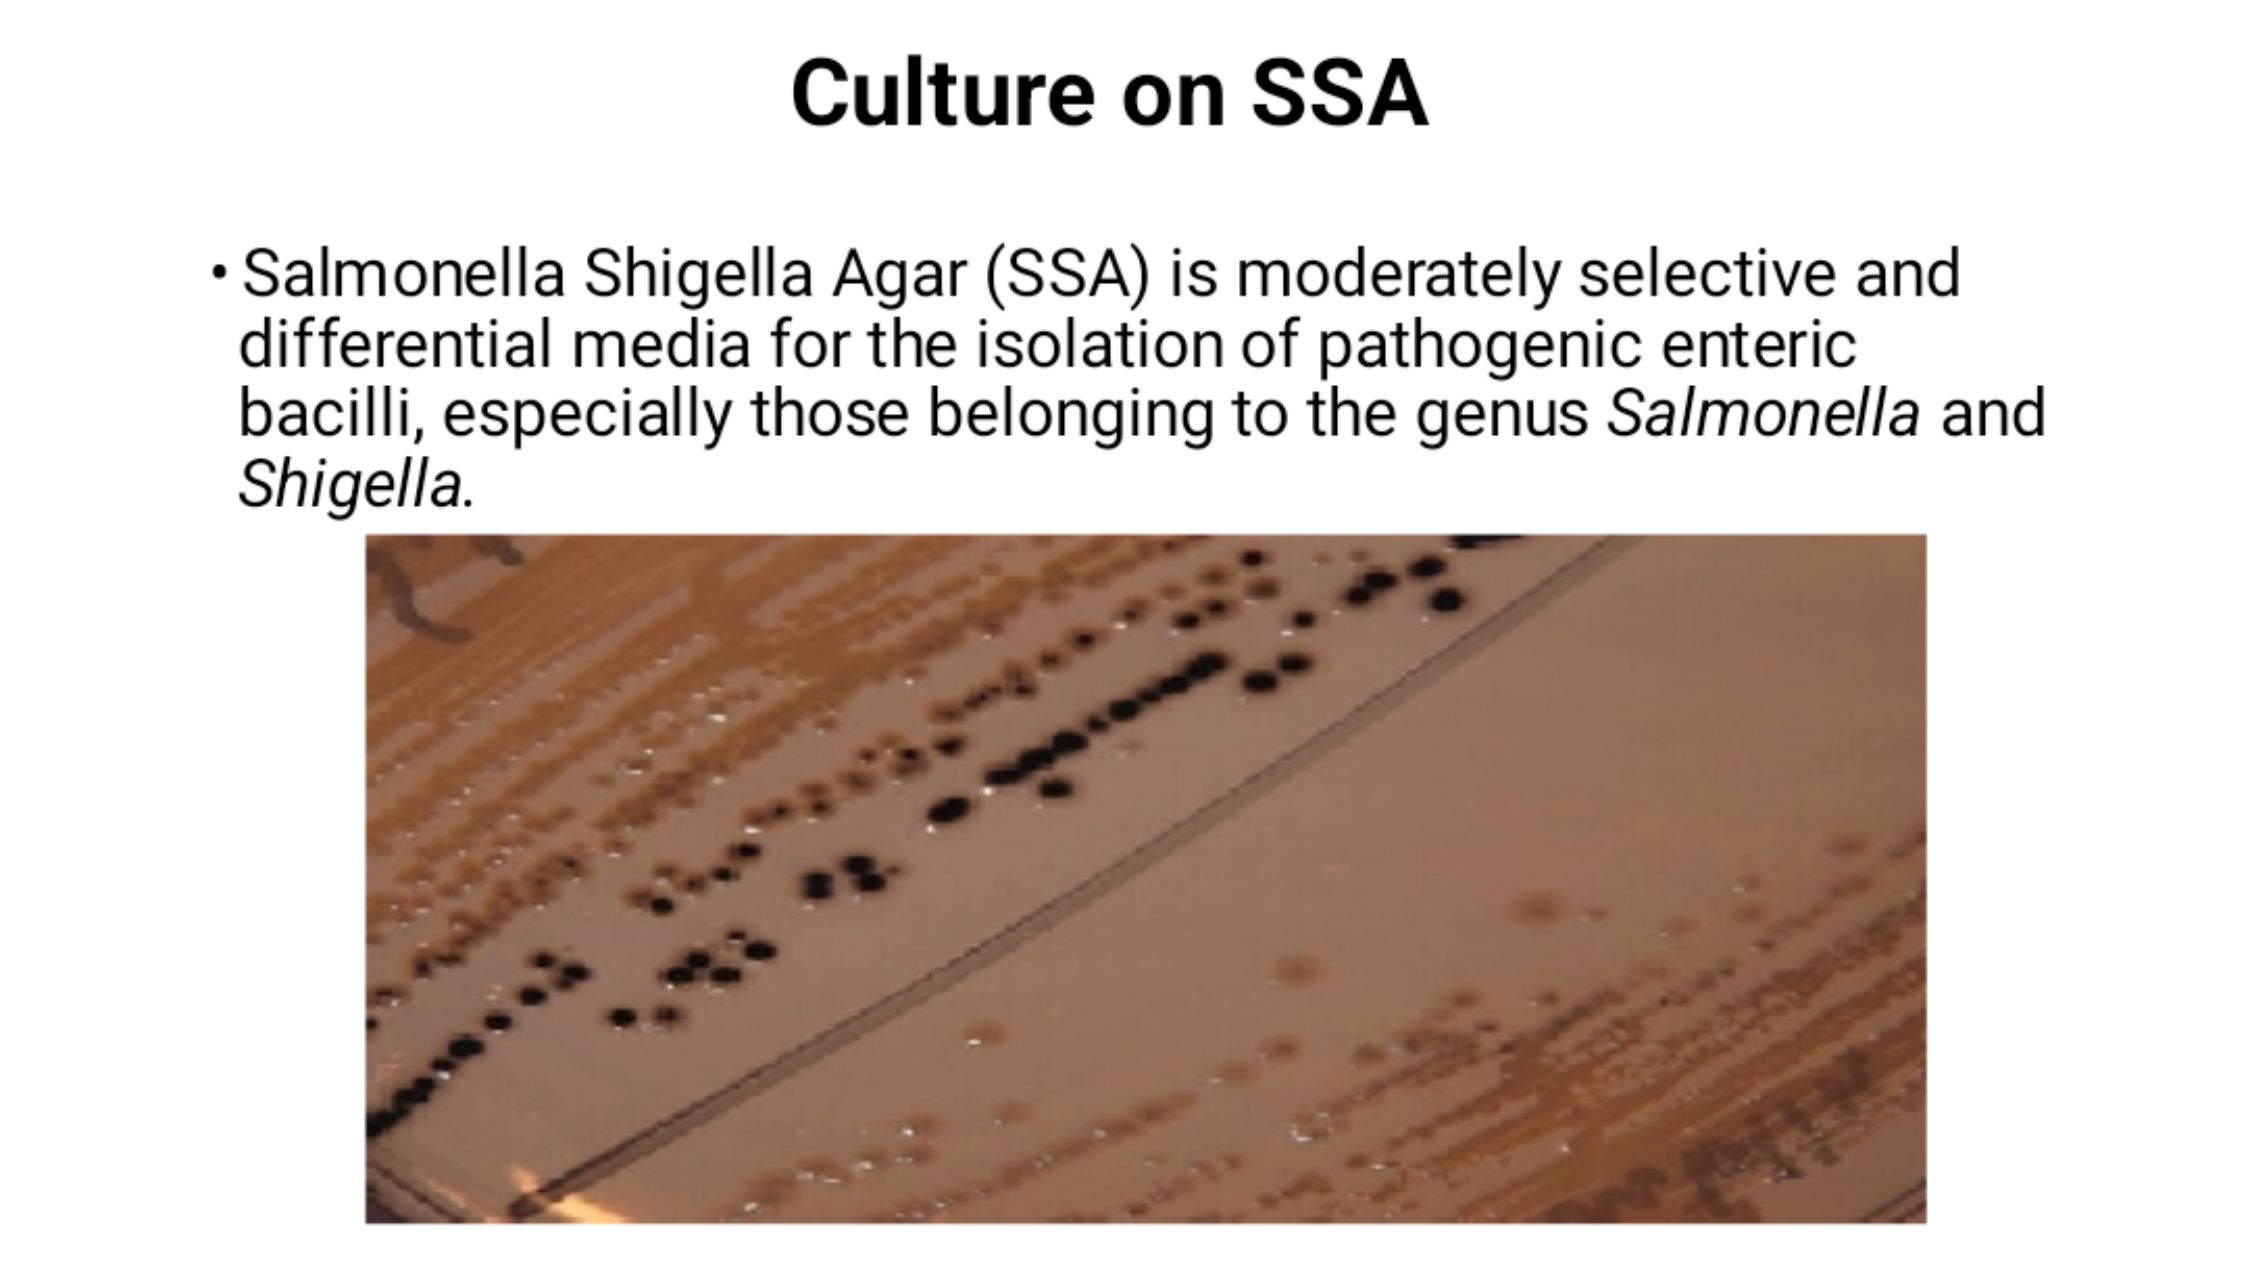 Culture on SSA
• Salmonella Shigella Agar (SSA) is moderately selective and
differential media for the isolation of pathogenic enteric
bacilli, especially those belonging to the genus Salmonella and
Shigella.